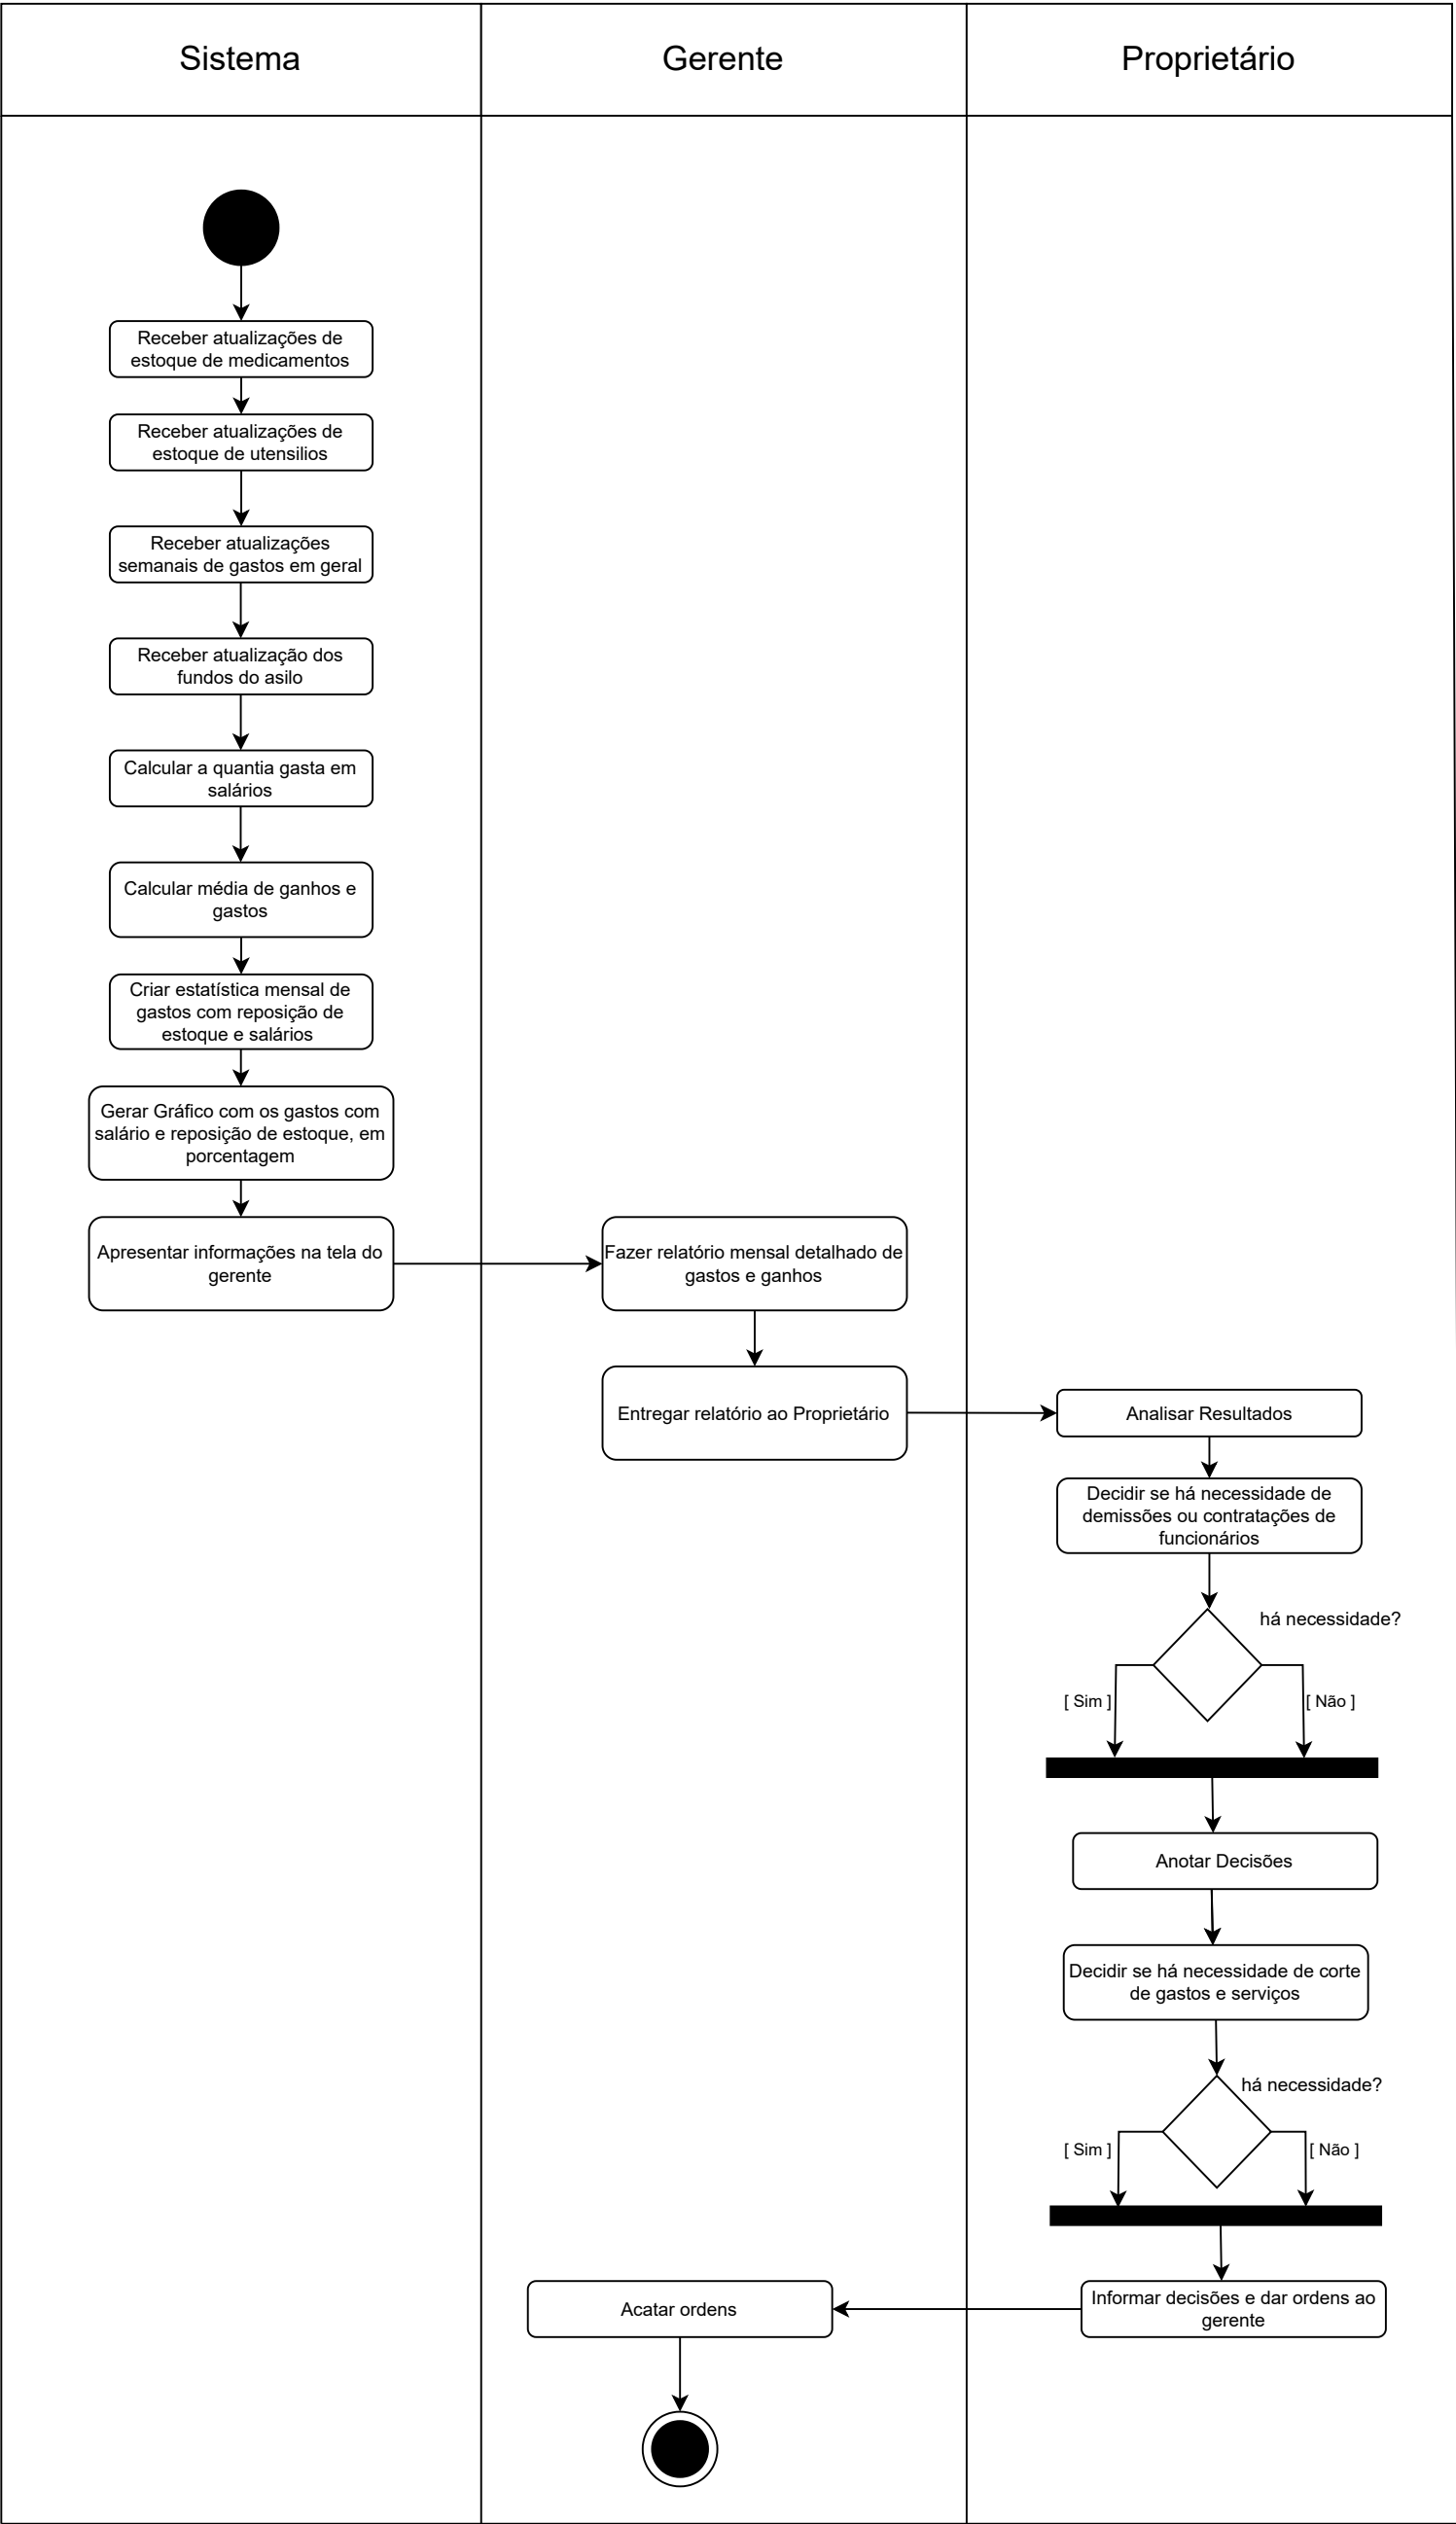 Sistema
Gerente
Proprietário
Receber atualizações de
estoque de medicamentos
Receber atualizações de
estoque de utensilios
Receber atualizações
semanais de gastos em geral
Receber atualização dos
fundos do asilo
Calcular a quantia gasta em
salários
Calcular média de ganhos e
gastos
Criar estatística mensal de
gastos com reposição de
estoque e salários
Gerar Gráfico com os gastos com
salário e reposição de estoque, em
porcentagem
Apresentar informações na tela do
gerente
Fazer relatório mensal detalhado de
gastos e ganhos
Entregar relatório ao Proprietário
Analisar Resultados
Decidir se há necessidade de
demissões ou contratações de
funcionários
há necessidade?
[ Sim ]
[ Não ]
Anotar Decisões
Decidir se há necessidade de corte
de gastos e serviços
há necessidade?
[ Sim ]
[ Não ]
Informar decisões e dar ordens ao
gerente
Acatar ordens